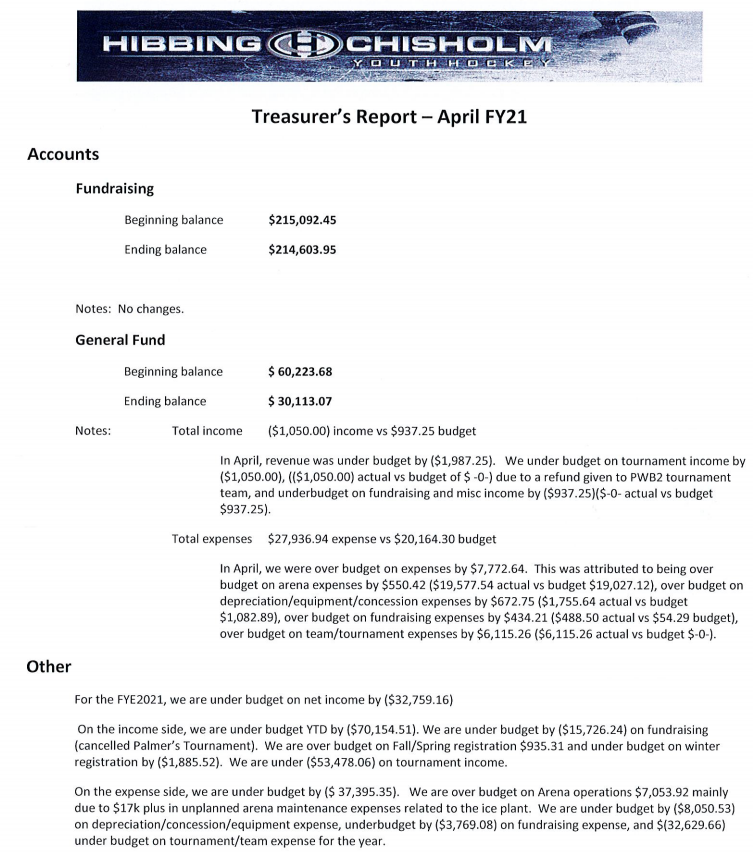 HIBBING H CHISHOLM
YOUTH HOCKEY
Treasurer's Report – April FY21
Accounts
Fundraising
Beginning balance $215,092.45
Ending balance $214,603.95
Notes: No changes.
General Fund
Beginning balance $ 60,223.68
Ending balance $ 30,113.07
Notes: Total income ($1,050.00) income vs $937.25 budget
In April, revenue was under budget by ($1,987.25). We under budget on tournament income by
($1,050.00), (($1,050.00) actual vs budget of $ -0-) due to a refund given to PWB2 tournament
team, and underbudget on fundraising and misc income by ($937.25)($-0- actual vs budget
$937.25).
Total expenses $27,936.94 expense vs $20,164.30 budget
In April, we were over budget on expenses by $7,772.64. This was attributed to being over
budget on arena expenses by $550.42 ($19,577.54 actual vs budget $19,027.12), over budget on
depreciation/equipment/concession expenses by $672.75 ($1,755.64 actual vs budget
$1,082.89), over budget on fundraising expenses by $434.21 ($488.50 actual vs $54.29 budget),
over budget on team/tournament expenses by $6,115.26 ($6,115.26 actual vs budget $-0-).
Other
For the FYE2021, we are under budget on net income by ($32,759.16)
On the income side, we are under budget YTD by ($70,154.51). We are under budget by ($15,726.24) on fundraising
(cancelled Palmer's Tournament). We are over budget on Fall/Spring registration $935.31 and under budget on winter
registration by ($1,885.52). We are under ($53,478.06) on tournament income.
On the expense side, we are under budget by ($ 37,395.35). We are over budget on Arena operations $7,053.92 mainly
due to $17k plus in unplanned arena maintenance expenses related to the ice plant. We are under budget by ($8,050.53)
on depreciation/concession/equipment expense, underbudget by ($3,769.08) on fundraising expense, and $(32,629.66)
under budget on tournament/team expense for the year.